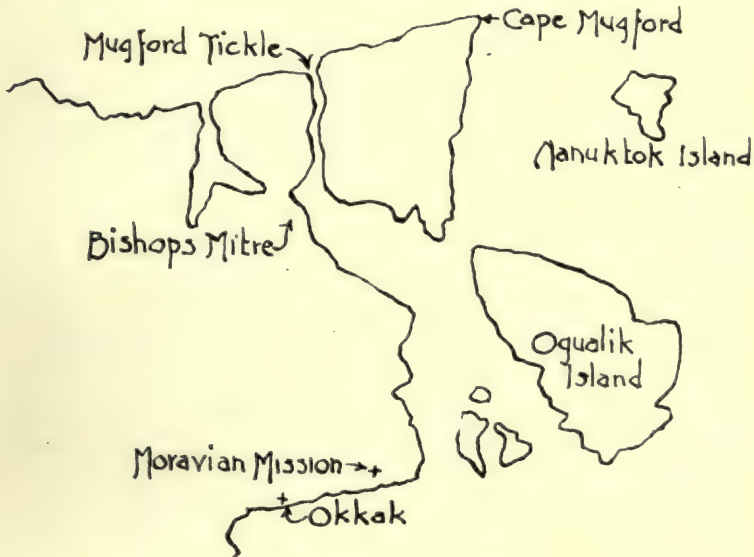 Cape Mugford
Mugford Tickle
Nanuktok Island
Bishops Mitre
Oqualik
Island
Moravian Mission
Okkak